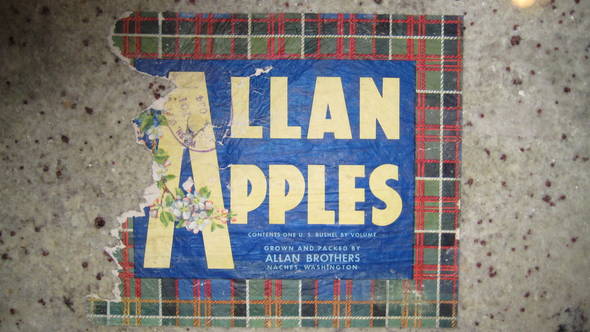 ALLAN
APPLES
CONTENTS ONE U. S. BUSHEL BY VOLUME
GROWN AND PACKED BY
ALLAN BROTHERS
NACHES, WASHINGTON